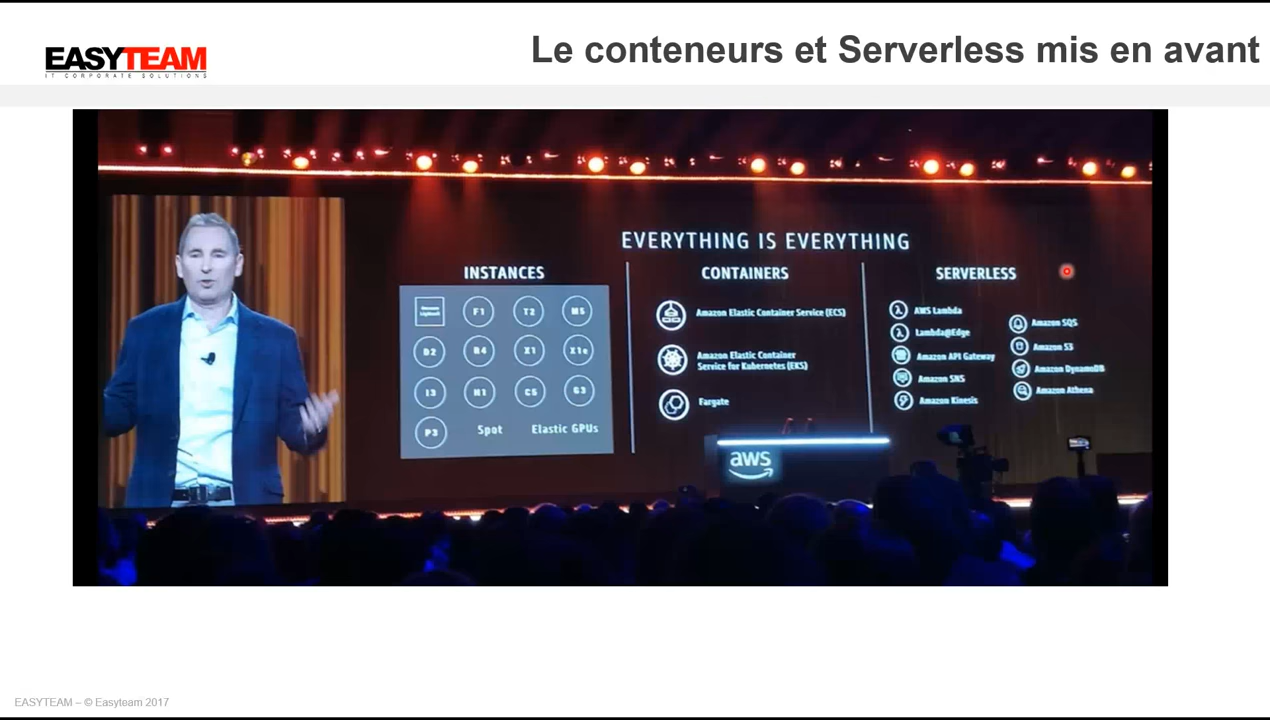 EASYTEAM
IT CORPORATE SOLUTIONS
Le conteneurs et Serverless mis en avant
EVERYTHING IS EVERYTHING
INSTANCES
F1 T2 M5
D2 R4 X1 X1e
I3 H1 C5 G3
P3 Spot Elastic GPUs
CONTAINERS
Amazon Elastic Container Service (ECS)
Amazon Elastic Container
Service for Kubernetes (EKS)
Fargate
SERVERLESS
AWS Lambda
Lambda@Edge
Amazon API Gateway
Amazon SNS
Amazon Kinesis
Amazon SQS
Amazon S3
Amazon DynamoDB
Amazon Athena
aws
EASYTEAM – © Easyteam 2017